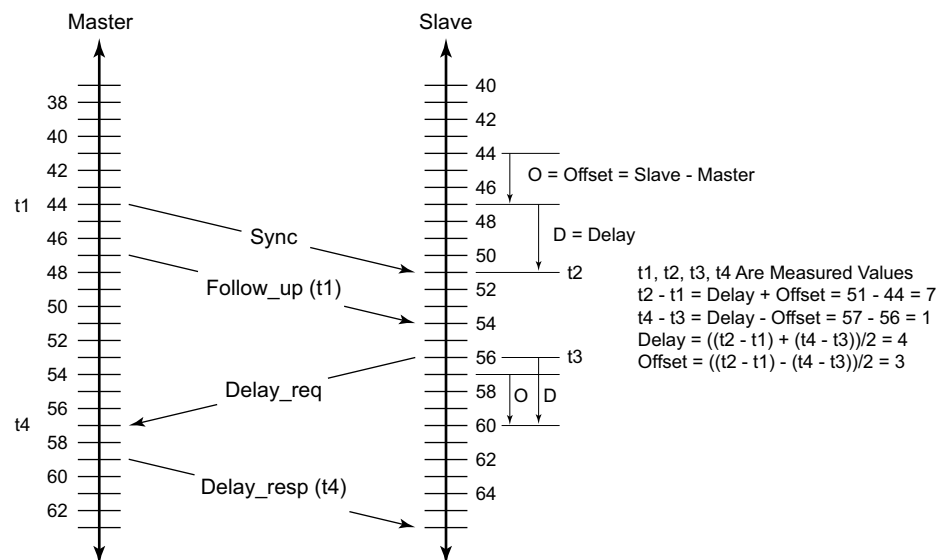 Master
Slave
38
40
42
t1 44
46
48
50
52
54
56
t4
58
60
62
Sync
Follow_up (t1)
Delay_req
Delay_resp (t4)
40
42
44
46
48
50
t2
52
54
56 t3
58
60
62
64
O = Offset = Slave - Master
D = Delay
O
D
t1, t2, t3, t4 Are Measured Values
t2 - t1 = Delay + Offset = 51 - 44 = 7
t4 - t3 = Delay - Offset = 57 - 56 = 1
Delay = ((t2 - t1) + (t4 - t3))/2 = 4
Offset = ((t2 - t1) - (t4 - t3))/2 = 3